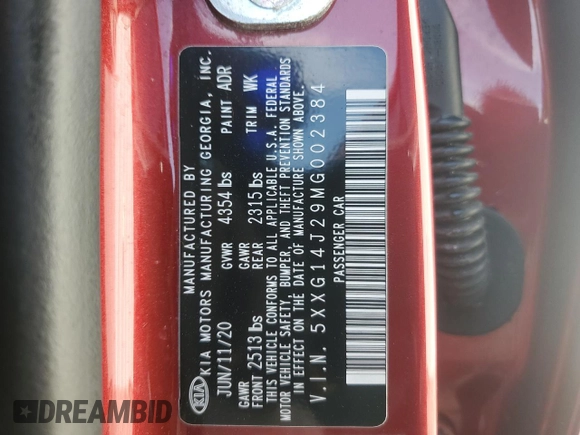 MANUFACTURED BY
KIA KIA MOTORS MANUFACTURING GEORGIA, INC.
JUN/11/20 GVWR 4354 lbs PAINT ADR
GAWR GAWR
FRONT 2513 lbs REAR 2315 lbs TRIM WK
THIS VEHICLE CONFORMS TO ALL APPLICABLE U.S.A. FEDERAL
MOTOR VEHICLE SAFETY, BUMPER, AND THEFT PREVENTION STANDARDS
IN EFFECT ON THE DATE OF MANUFACTURE SHOWN ABOVE.
V.I.N. 5XXG14J29MG002384
PASSENGER CAR
DREAMBID